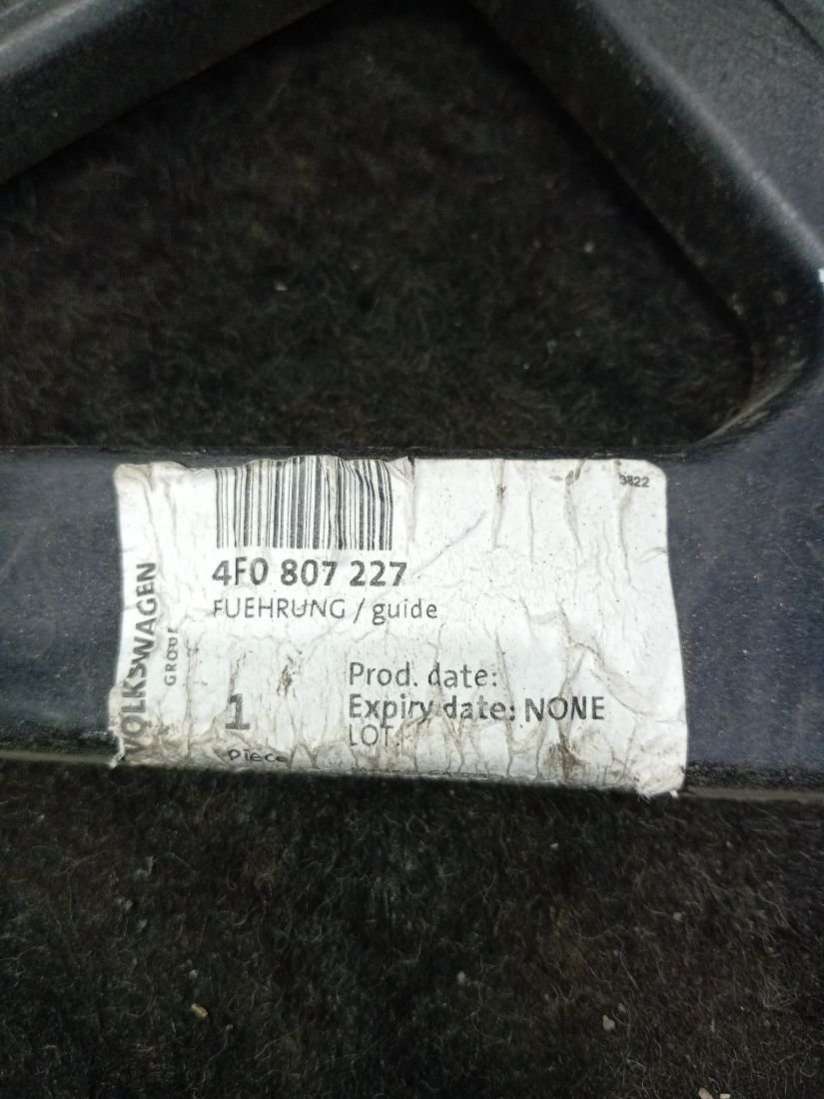 3822
4F0 807 227
FUEHRUNG / guide
VOLKSWAGEN
GROUP
1
piece
Prod. date:
Expiry date: NONE
LOT: